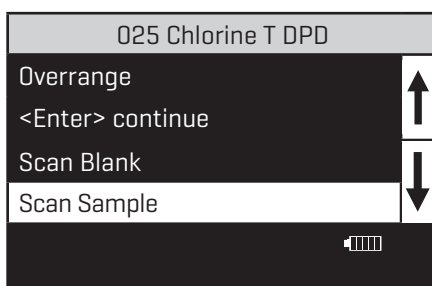 025 Chlorine T DPD
Overrange
<Enter> continue
Scan Blank
Scan Sample